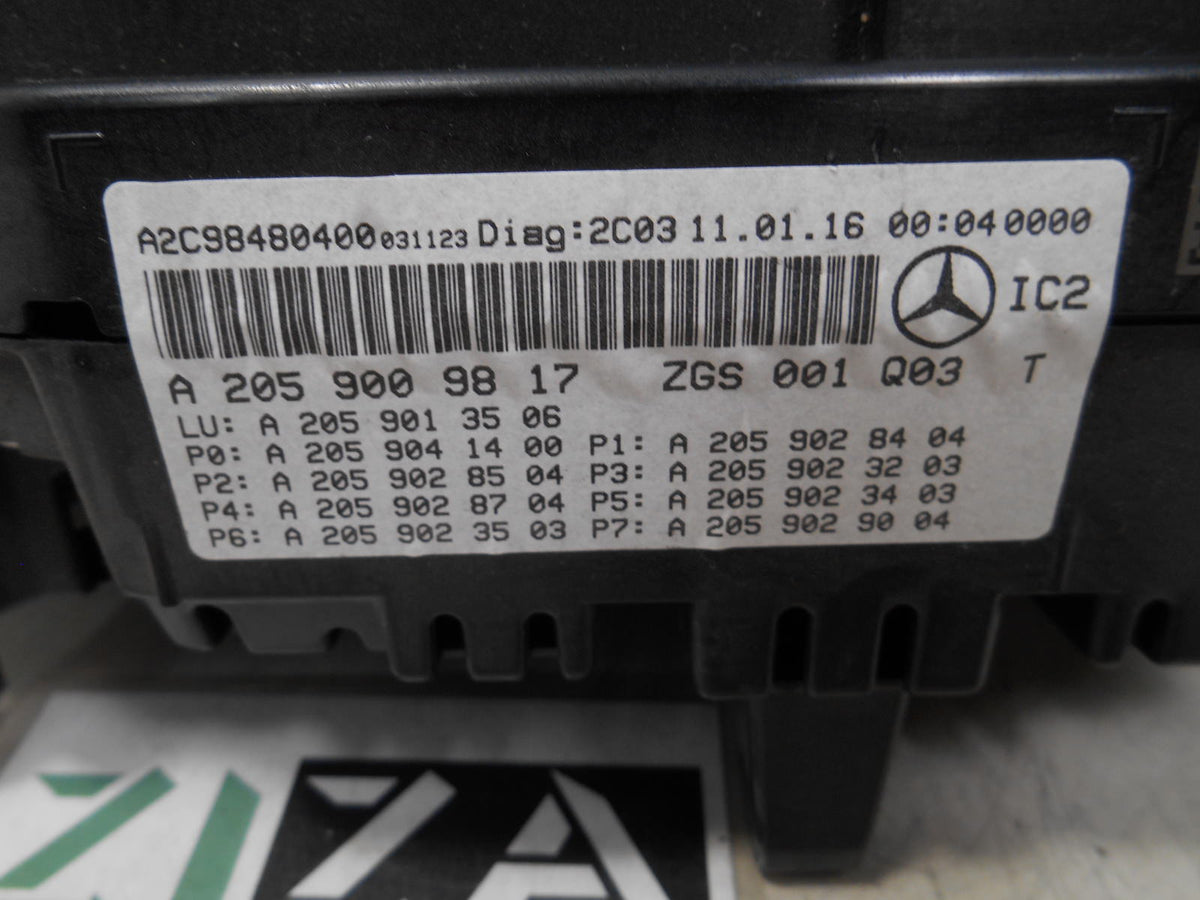 A2C98480400 031123 Diag:2C03 11.01.16 00:04 0000
IC2
A 205 900 98 17 ZGS 001 Q03 T
LU: A 205 901 35 06
P0: A 205 904 14 00 P1: A 205 902 84 04
P2: A 205 902 85 04 P3: A 205 902 32 03
P4: A 205 902 87 04 P5: A 205 902 34 03
P6: A 205 902 35 03 P7: A 205 902 90 04